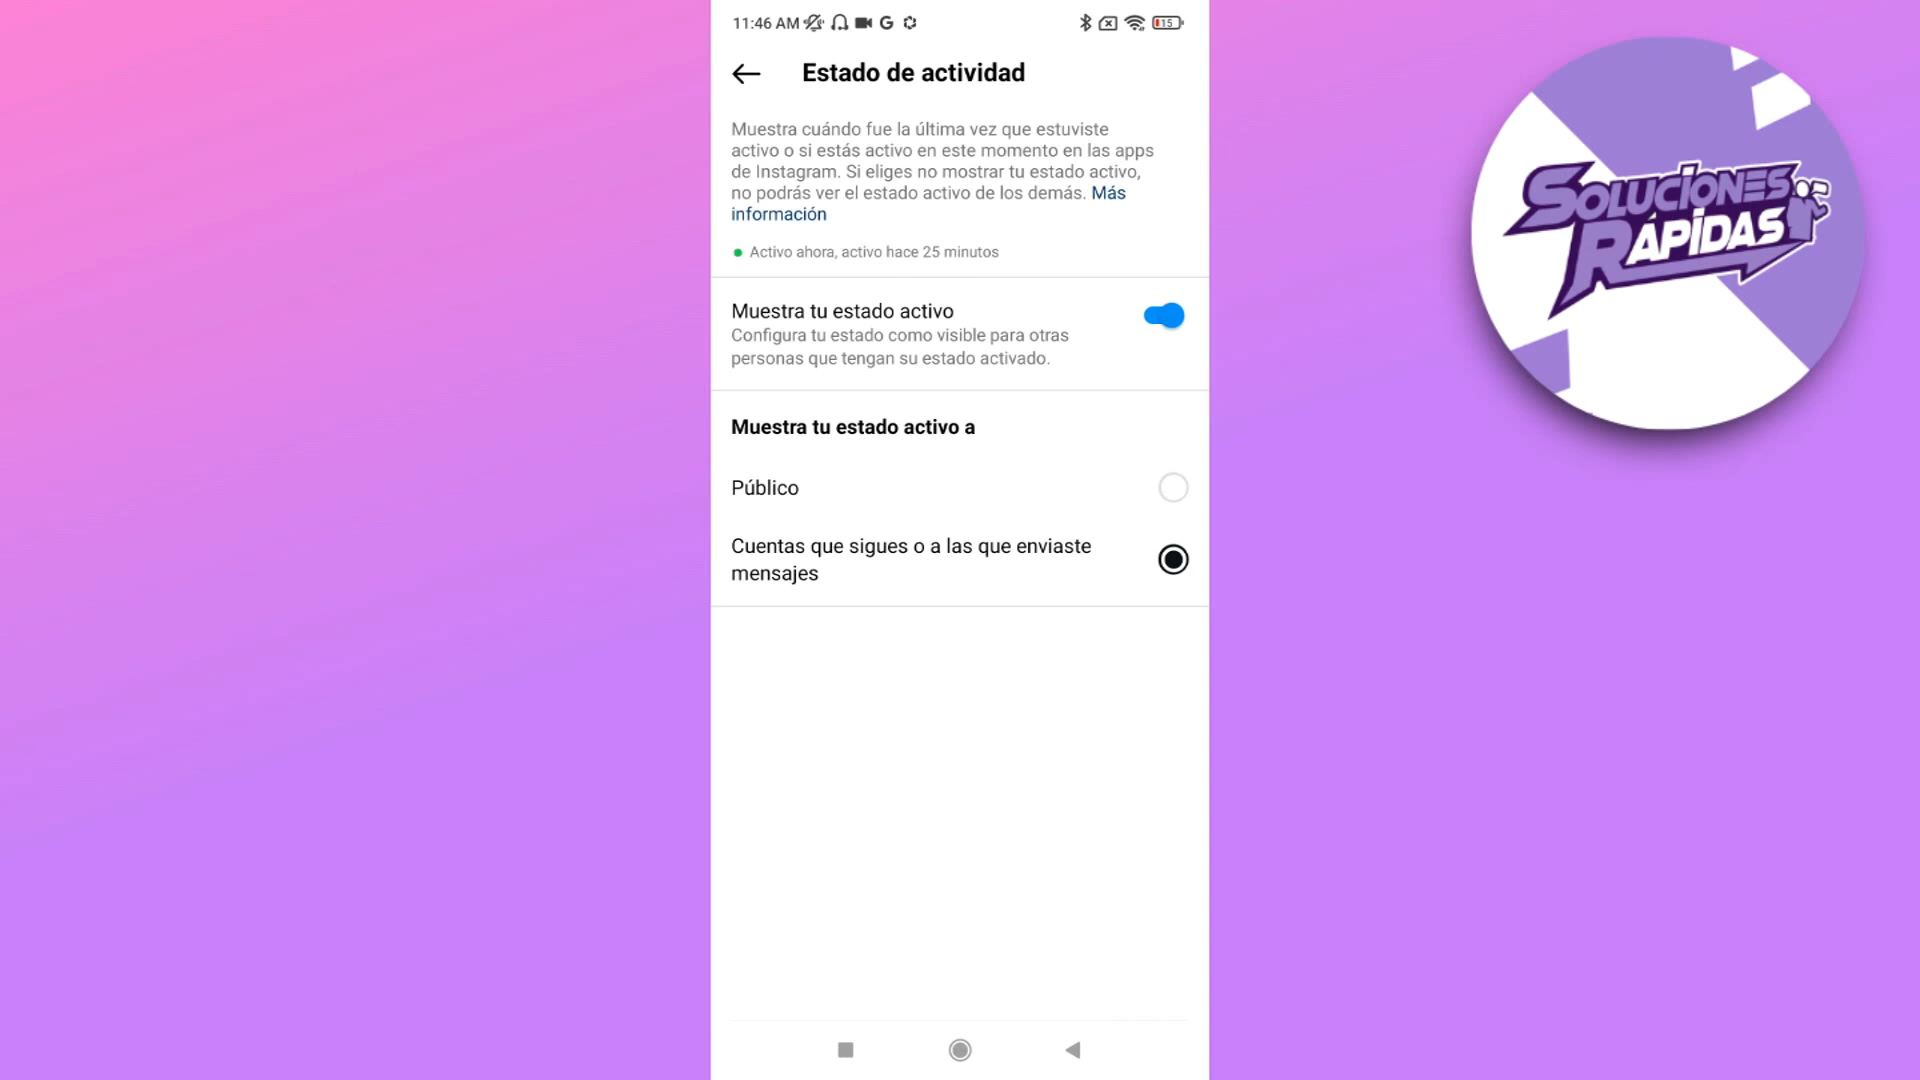 11:46 AM
15
Estado de actividad
Muestra cuándo fue la última vez que estuviste
activo o si estás activo en este momento en las apps
de Instagram. Si eliges no mostrar tu estado activo,
no podrás ver el estado activo de los demás. Más
información
Activo ahora, activo hace 25 minutos
Muestra tu estado activo
Configura tu estado como visible para otras
personas que tengan su estado activado.
Muestra tu estado activo a
Público
Cuentas que sigues o a las que enviaste
mensajes
SOLUCIONES
RÁPIDAS